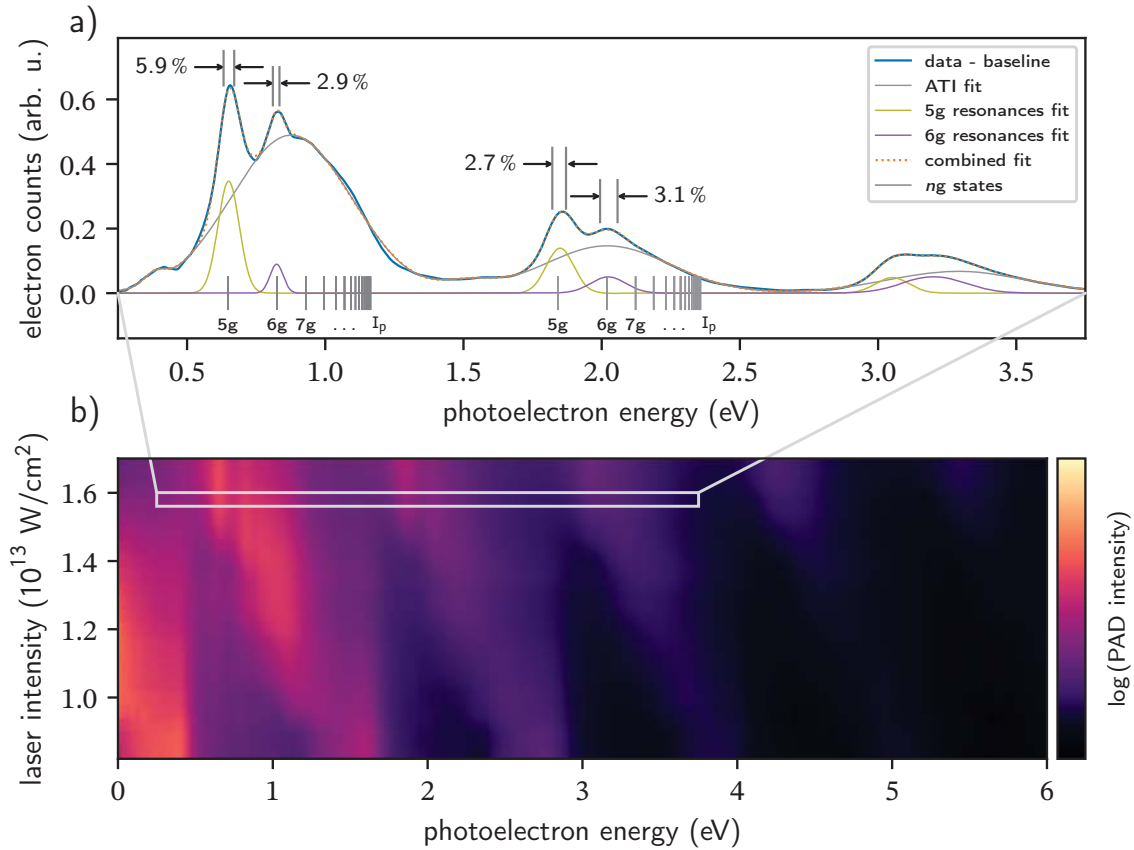 a)
electron counts (arb. u.)
0.6
0.4
0.2
0.0
5.9 %
2.9 %
2.7 %
3.1 %
data - baseline
ATI fit
5g resonances fit
6g resonances fit
combined fit
ng states
5g 6g 7g ... Ip
5g 6g 7g ... Ip
0.5 1.0 1.5 2.0 2.5 3.0 3.5
photoelectron energy (eV)
b)
laser intensity (10¹³ W/cm²)
1.6
1.4
1.2
1.0
log(PAD intensity)
0 1 2 3 4 5 6
photoelectron energy (eV)